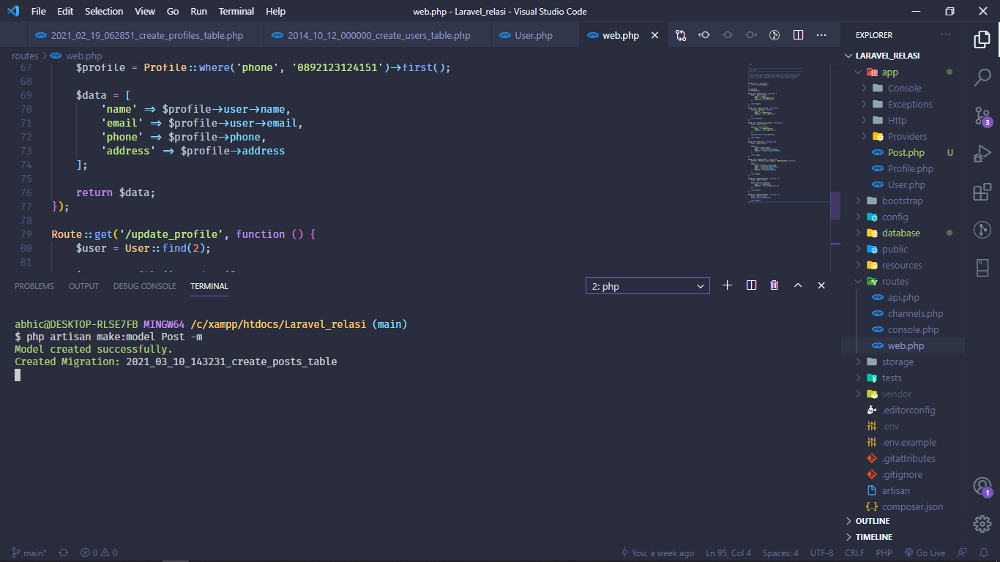 File Edit Selection View Go Run Terminal Help
web.php - Laravel_relasi - Visual Studio Code
2021_02_19_062851_create_profiles_table.php
2014_10_12_000000_create_users_table.php
User.php
web.php
routes > web.php
67 $profile = Profile::where('phone', '0892123124151')->first();
68
69 $data = [
70 'name' => $profile->user->name,
71 'email' => $profile->user->email,
72 'phone' => $profile->phone,
73 'address' => $profile->address
74 ];
75
76 return $data;
77 });
78
79 Route::get('/update_profile', function () {
80 $user = User::find(2);
81
PROBLEMS OUTPUT DEBUG CONSOLE TERMINAL
2: php
abhic@DESKTOP-RLSE7FB MINGW64 /c/xampp/htdocs/Laravel_relasi (main)
$ php artisan make:model Post -m
Model created successfully.
Created Migration: 2021_03_10_143231_create_posts_table
EXPLORER
LARAVEL_RELASI
app
Console
Exceptions
Http
Providers
Post.php U
Profile.php
User.php
bootstrap
config
database
public
resources
routes
api.php
channels.php
console.php
web.php
storage
tests
vendor
.editorconfig
.env
.env.example
.gitattributes
.gitignore
artisan
composer.json
OUTLINE
TIMELINE
3
1
main* 0 0
You, a week ago Ln 95, Col 4 Spaces: 4 UTF-8 CRLF PHP Go Live